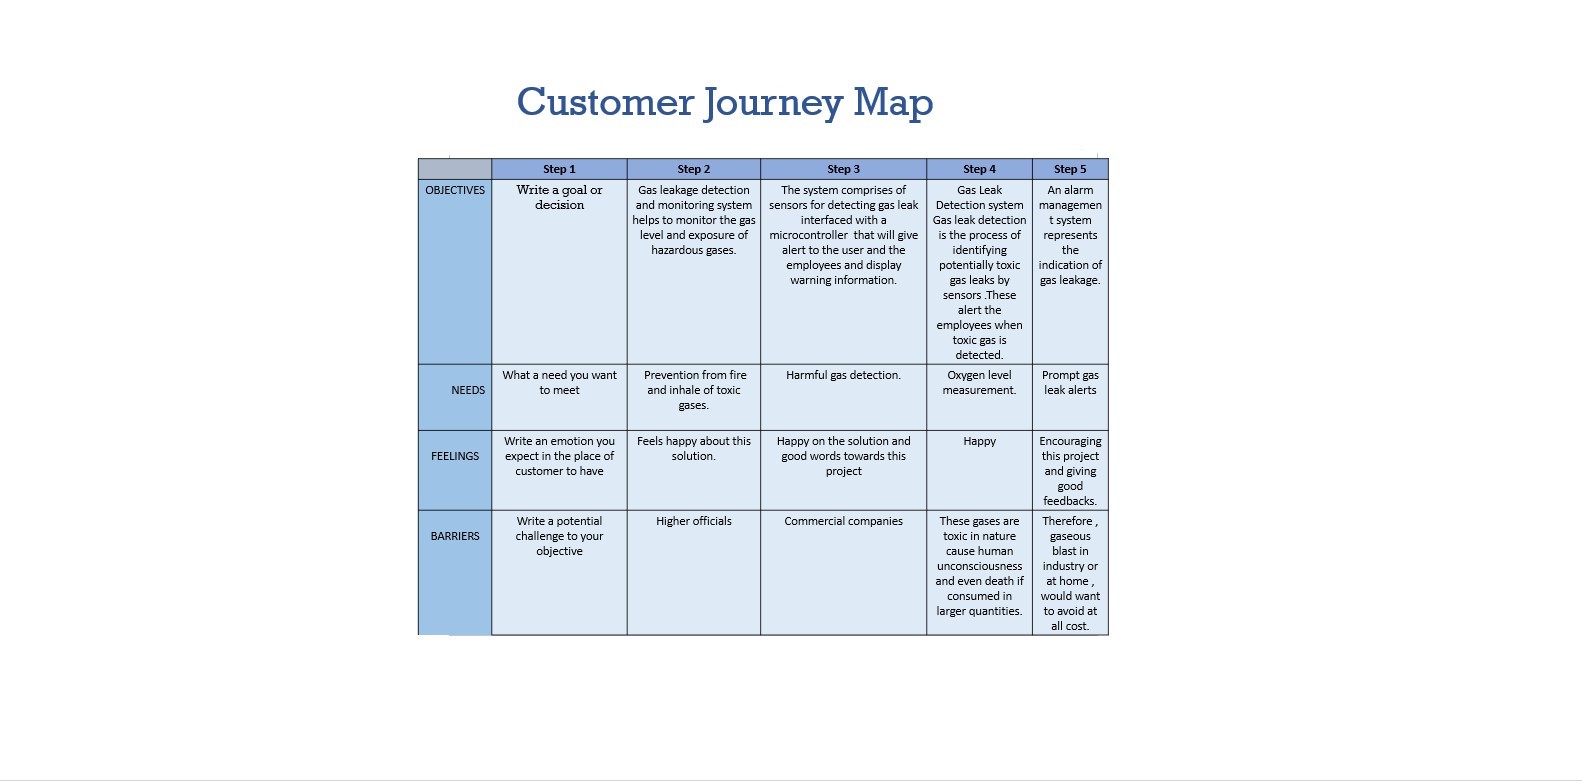 Customer Journey Map
Step 1
Step 2
Step 3
Step 4
Step 5
OBJECTIVES
Write a goal or
decision
Gas leakage detection
and monitoring system
helps to monitor the gas
level and exposure of
hazardous gases.
The system comprises of
sensors for detecting gas leak
interfaced with a
microcontroller that will give
alert to the user and the
employees and display
warning information.
Gas Leak
Detection system
Gas leak detection
is the process of
identifying
potentially toxic
gas leaks by
sensors .These
alert the
employees when
toxic gas is
detected.
An alarm
managemen
t system
represents
the
indication of
gas leakage.
NEEDS
What a need you want
to meet
Prevention from fire
and inhale of toxic
gases.
Harmful gas detection.
Oxygen level
measurement.
Prompt gas
leak alerts
FEELINGS
Write an emotion you
expect in the place of
customer to have
Feels happy about this
solution.
Happy on the solution and
good words towards this
project
Happy
Encouraging
this project
and giving
good
feedbacks.
BARRIERS
Write a potential
challenge to your
objective
Higher officials
Commercial companies
These gases are
toxic in nature
cause human
unconsciousness
and even death if
consumed in
larger quantities.
Therefore ,
gaseous
blast in
industry or
at home ,
would want
to avoid at
all cost.